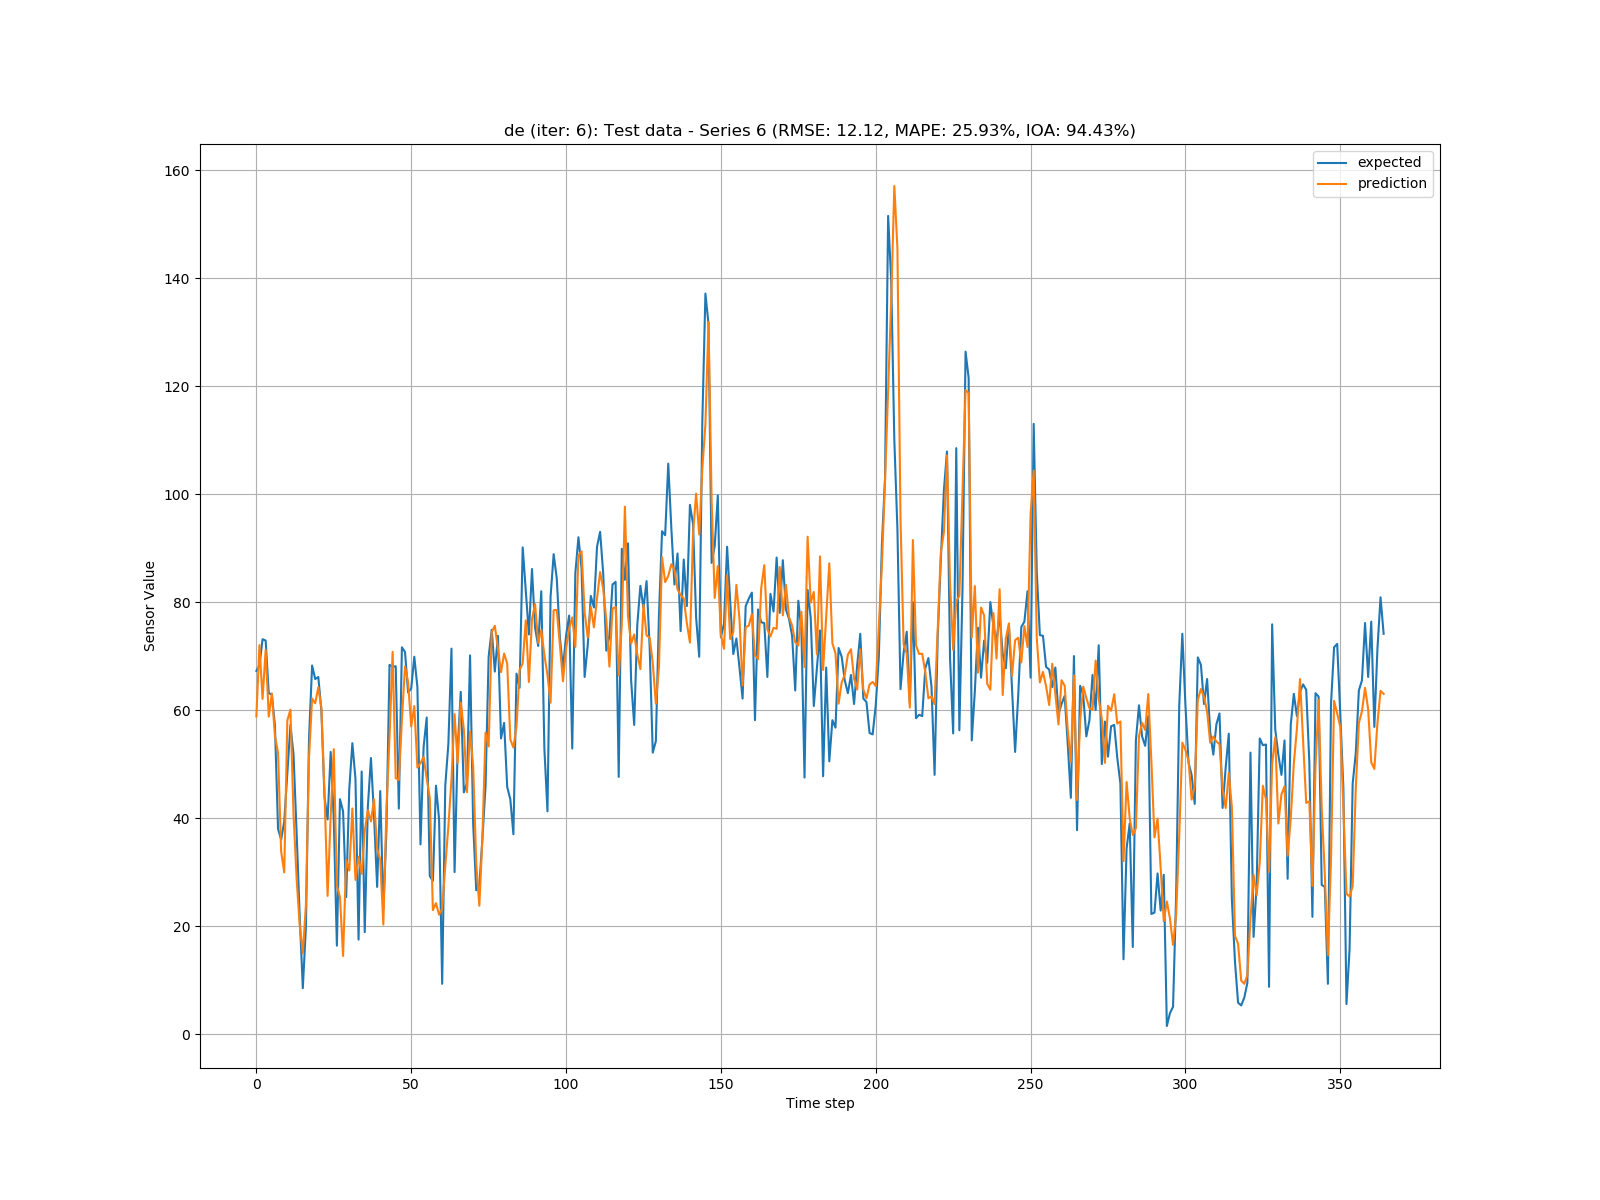 de (iter: 6): Test data - Series 6 (RMSE: 12.12, MAPE: 25.93%, IOA: 94.43%)
expected
prediction
160
140
120
100
80
60
40
20
0
Sensor Value
0 50 100 150 200 250 300 350
Time step